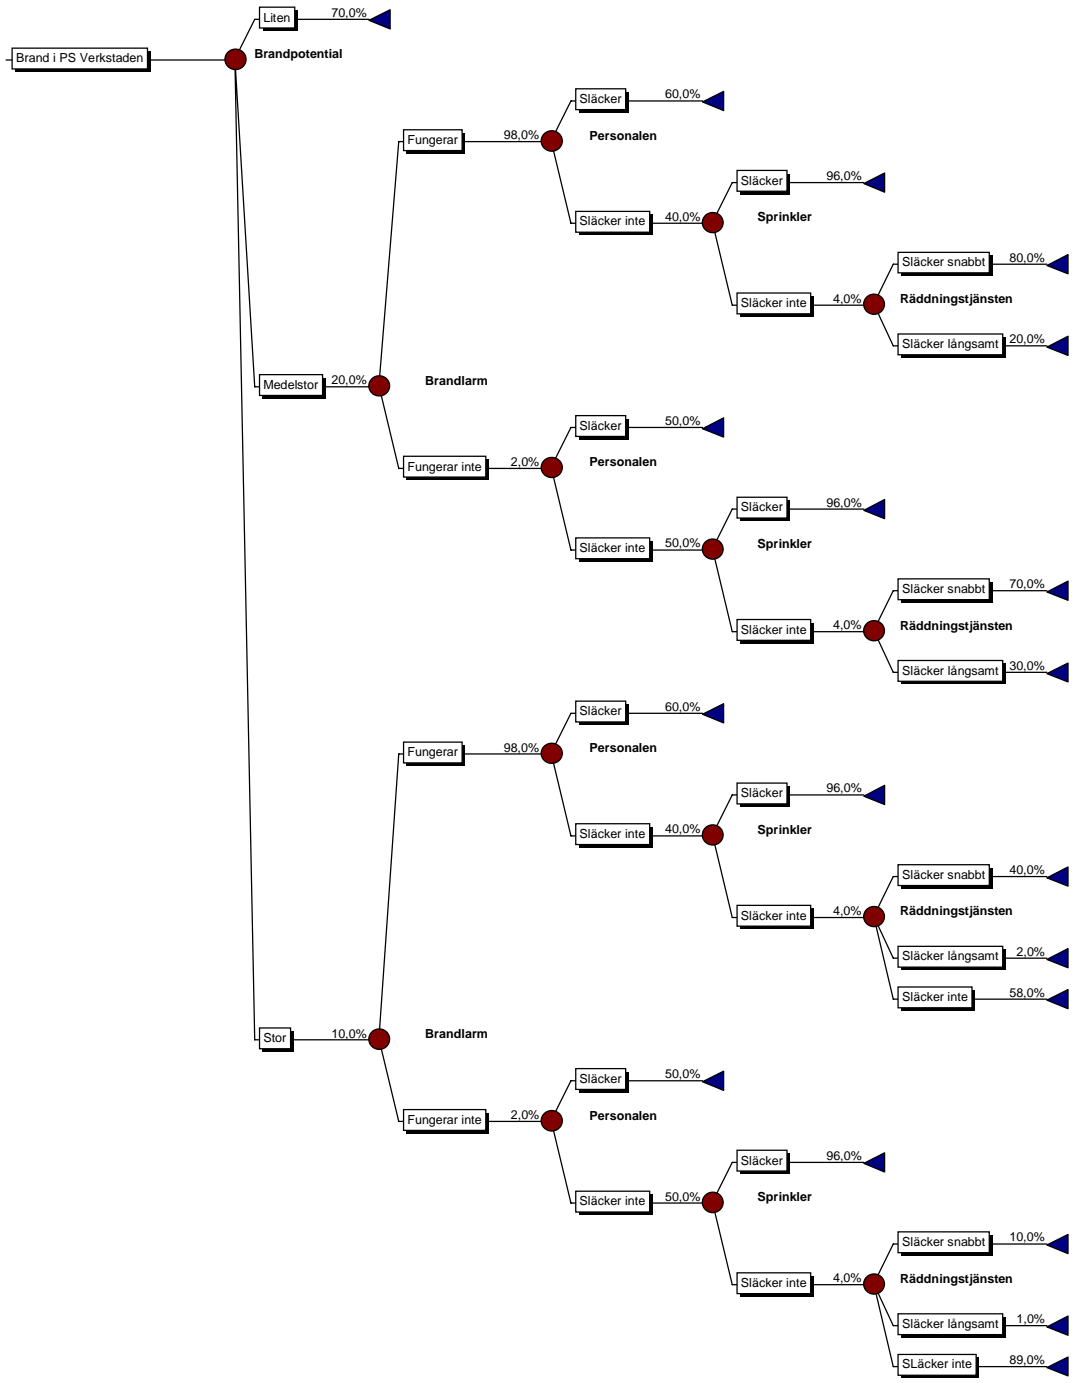 Liten 70,0%
Brandpotential
Brand i PS Verkstaden
Släcker 60,0%
Personalen
Fungerar 98,0%
Släcker 96,0%
Sprinkler
Släcker inte 40,0%
Släcker snabbt 80,0%
Räddningstjänsten
Släcker inte 4,0%
Släcker långsamt 20,0%
Medelstor 20,0%
Brandlarm
Släcker 50,0%
Personalen
Fungerar inte 2,0%
Släcker 96,0%
Sprinkler
Släcker inte 50,0%
Släcker snabbt 70,0%
Räddningstjänsten
Släcker inte 4,0%
Släcker långsamt 30,0%
Släcker 60,0%
Personalen
Fungerar 98,0%
Släcker 96,0%
Sprinkler
Släcker inte 40,0%
Släcker snabbt 40,0%
Räddningstjänsten
Släcker inte 4,0%
Släcker långsamt 2,0%
Släcker inte 58,0%
Stor 10,0%
Brandlarm
Släcker 50,0%
Personalen
Fungerar inte 2,0%
Släcker 96,0%
Sprinkler
Släcker inte 50,0%
Släcker snabbt 10,0%
Räddningstjänsten
Släcker inte 4,0%
Släcker långsamt 1,0%
SLäcker inte 89,0%